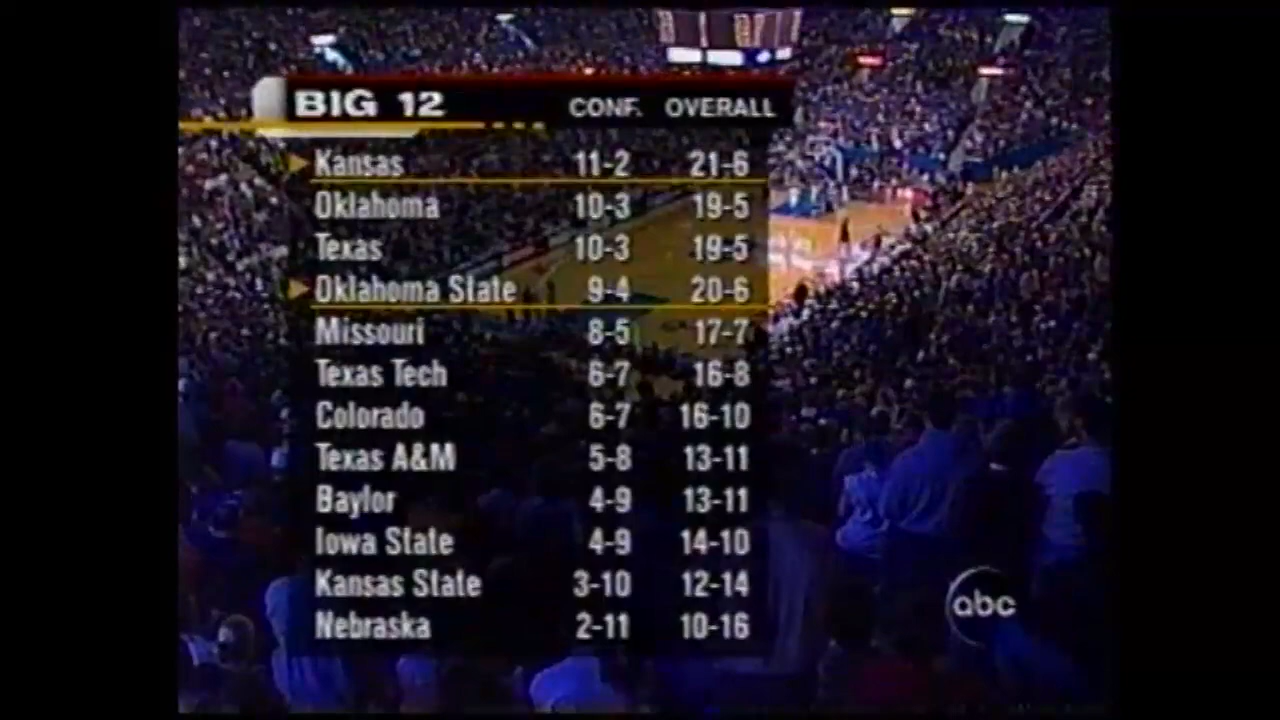 BIG 12 CONF. OVERALL
Kansas 11-2 21-6
Oklahoma 10-3 19-5
Texas 10-3 19-5
Oklahoma State 9-4 20-6
Missouri 8-5 17-7
Texas Tech 6-7 16-8
Colorado 6-7 16-10
Texas A&M 5-8 13-11
Baylor 4-9 13-11
Iowa State 4-9 14-10
Kansas State 3-10 12-14
Nebraska 2-11 10-16
abc